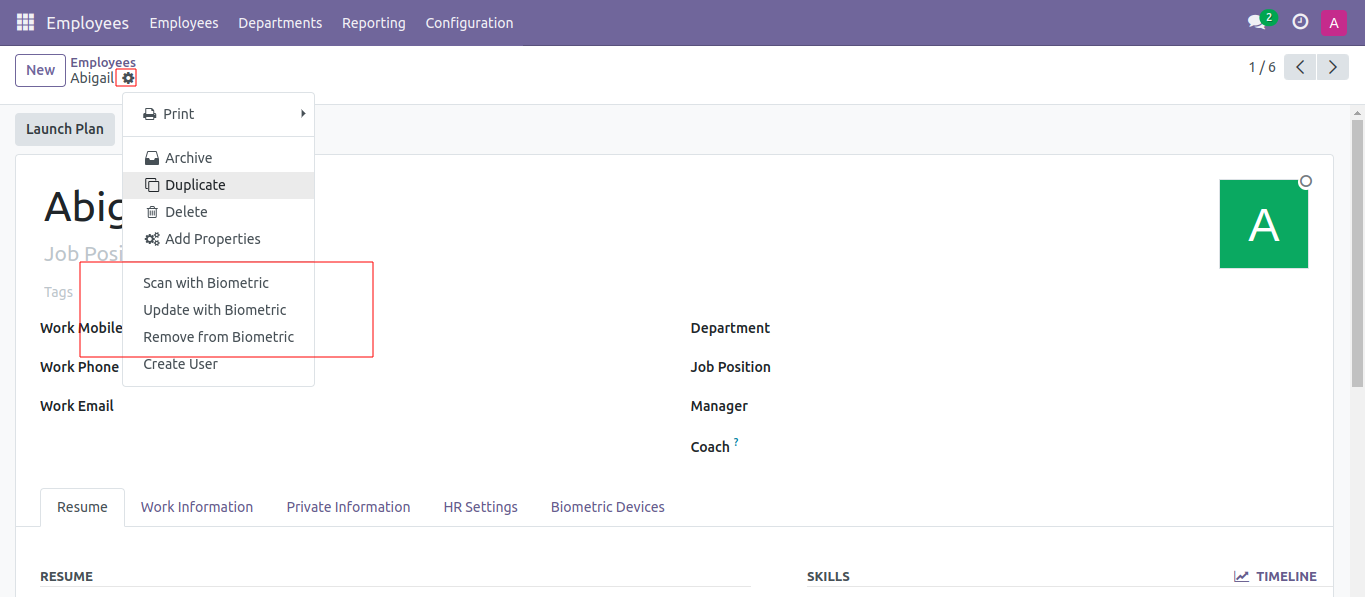 Employees Employees Departments Reporting Configuration 2 A
New Employees 1 / 6
Abigail
Print
Launch Plan
Archive
Duplicate
Delete
Add Properties
Abig
A
Job Posi
Scan with Biometric
Tags
Update with Biometric
Work Mobile Department
Remove from Biometric
Create User
Work Phone Job Position
Work Email Manager
Coach ?
Resume Work Information Private Information HR Settings Biometric Devices
RESUME SKILLS TIMELINE